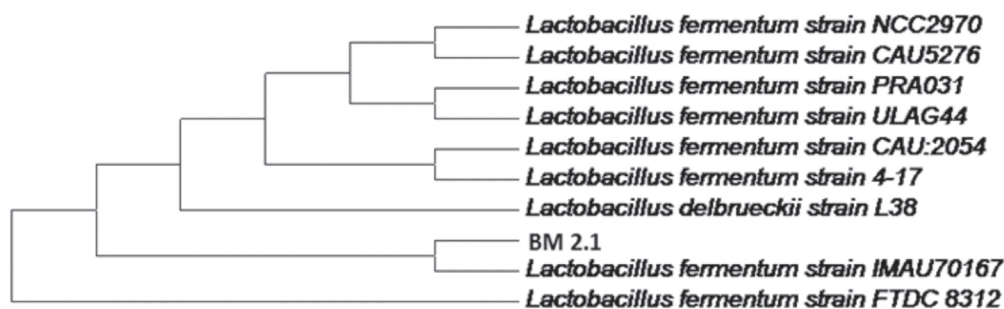 Lactobacillus fermentum strain NCC2970
Lactobacillus fermentum strain CAU5276
Lactobacillus fermentum strain PRA031
Lactobacillus fermentum strain ULAG44
Lactobacillus fermentum strain CAU:2054
Lactobacillus fermentum strain 4-17
Lactobacillus delbrueckii strain L38
BM 2.1
Lactobacillus fermentum strain IMAU70167
Lactobacillus fermentum strain FTDC 8312